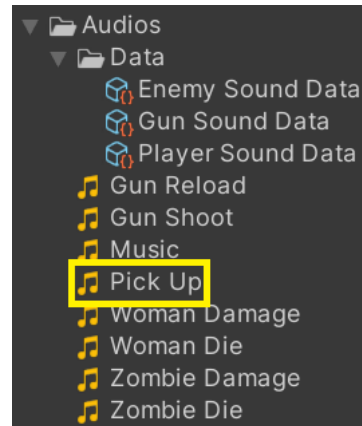 Audios
Data
Enemy Sound Data
Gun Sound Data
Player Sound Data
Gun Reload
Gun Shoot
Music
Pick Up
Woman Damage
Woman Die
Zombie Damage
Zombie Die